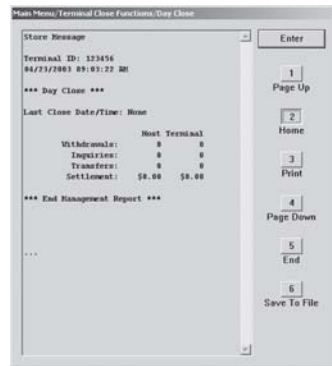 Main Menu/Terminal Close Functions/Day Close
Store Message
Terminal ID: 123456
04/23/2003 09:03:22 AM
*** Day Close ***
Last Close Date/Time: None
Host Terminal
Withdrawals: 0 0
Inquiries: 0 0
Transfers: 0 0
Settlement: $0.00 $0.00
*** End Management Report ***
...
Enter
1
Page Up
2
Home
3
Print
4
Page Down
5
End
6
Save To File